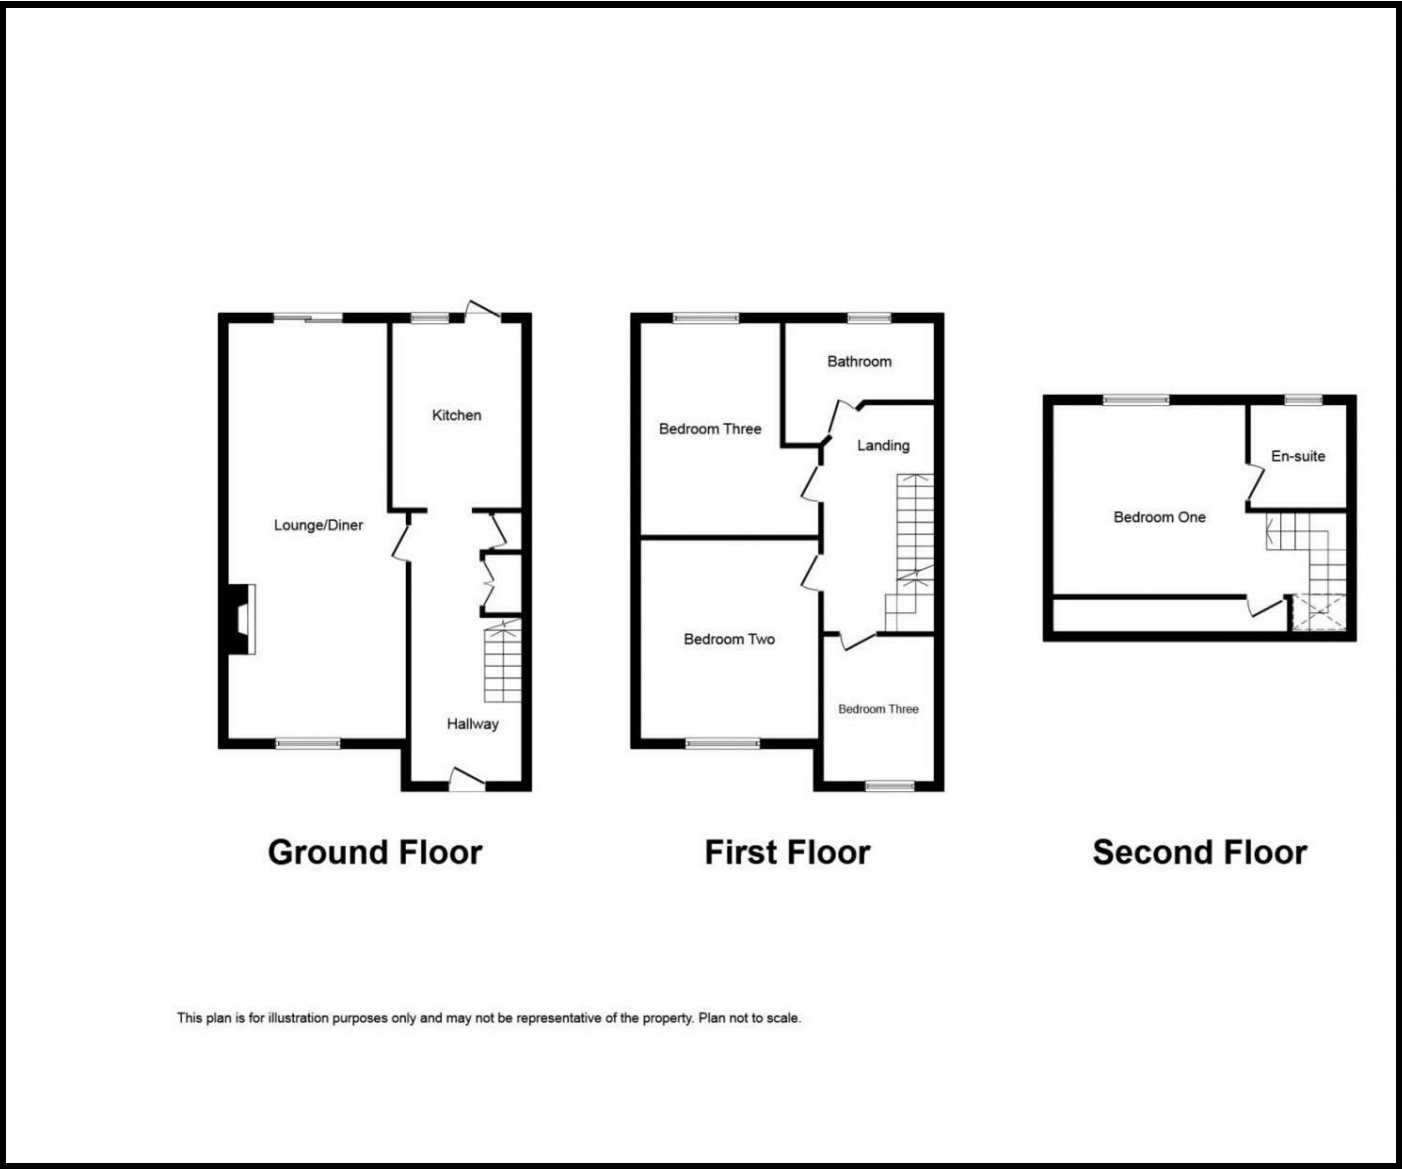 Kitchen
Lounge/Diner
Hallway
Ground Floor
Bathroom
Bedroom Three
Landing
Bedroom Two
Bedroom Three
First Floor
En-suite
Bedroom One
Second Floor
This plan is for illustration purposes only and may not be representative of the property. Plan not to scale.